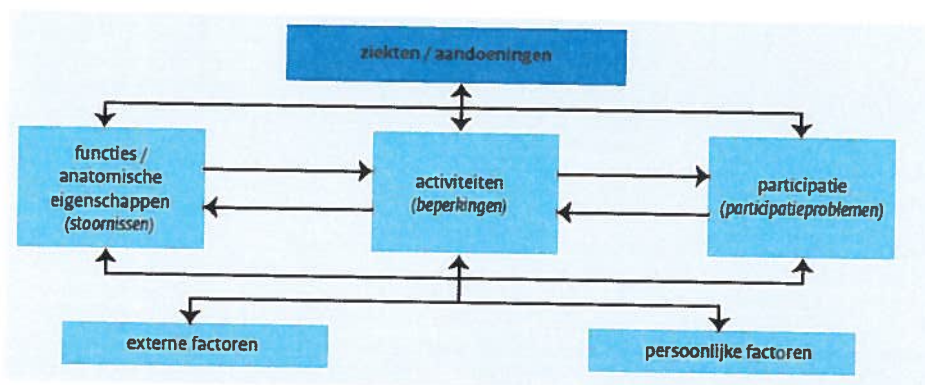 ziekten / aandoeningen
functies /
anatomische
eigenschappen
(stoornissen)
activiteiten
(beperkingen)
participatie
(participatieproblemen)
externe factoren
persoonlijke factoren